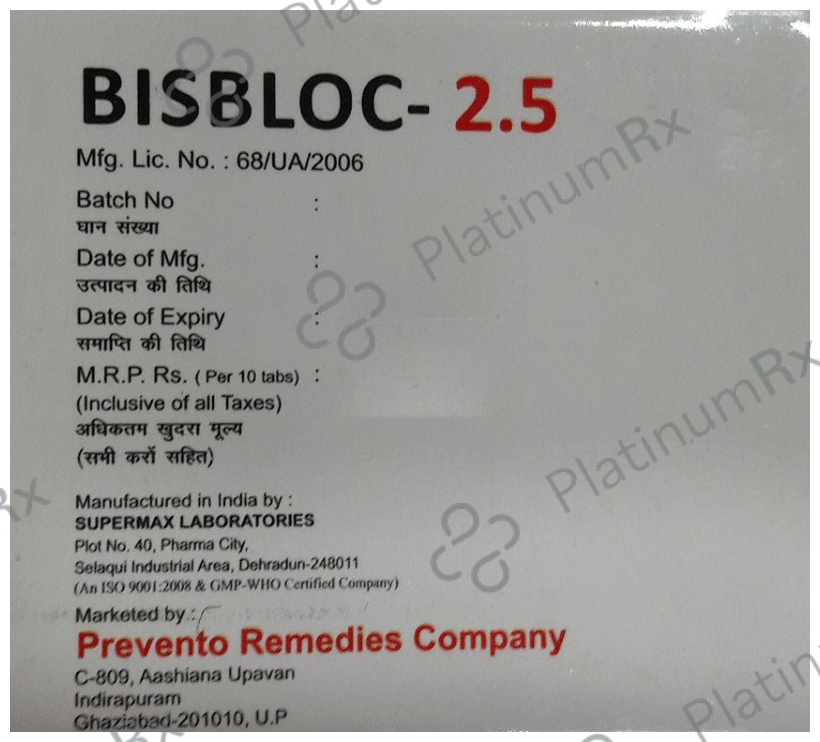 BISBLOC- 2.5
Mfg. Lic. No. : 68/UA/2006
Batch No :
घान संख्या
Date of Mfg. :
उत्पादन की तिथि
Date of Expiry :
समाप्ति की तिथि
M.R.P. Rs. ( Per 10 tabs) :
(Inclusive of all Taxes)
अधिकतम खुदरा मूल्य
(सभी करों सहित)
Manufactured in India by :
SUPERMAX LABORATORIES
Plot No. 40, Pharma City,
Selaqui Industrial Area, Dehradun-248011
(An ISO 9001:2008 & GMP-WHO Certified Company)
Marketed by :
Prevento Remedies Company
C-809, Aashiana Upavan
Indirapuram
Ghaziabad-201010, U.P
PlatinumRx
PlatinumRx